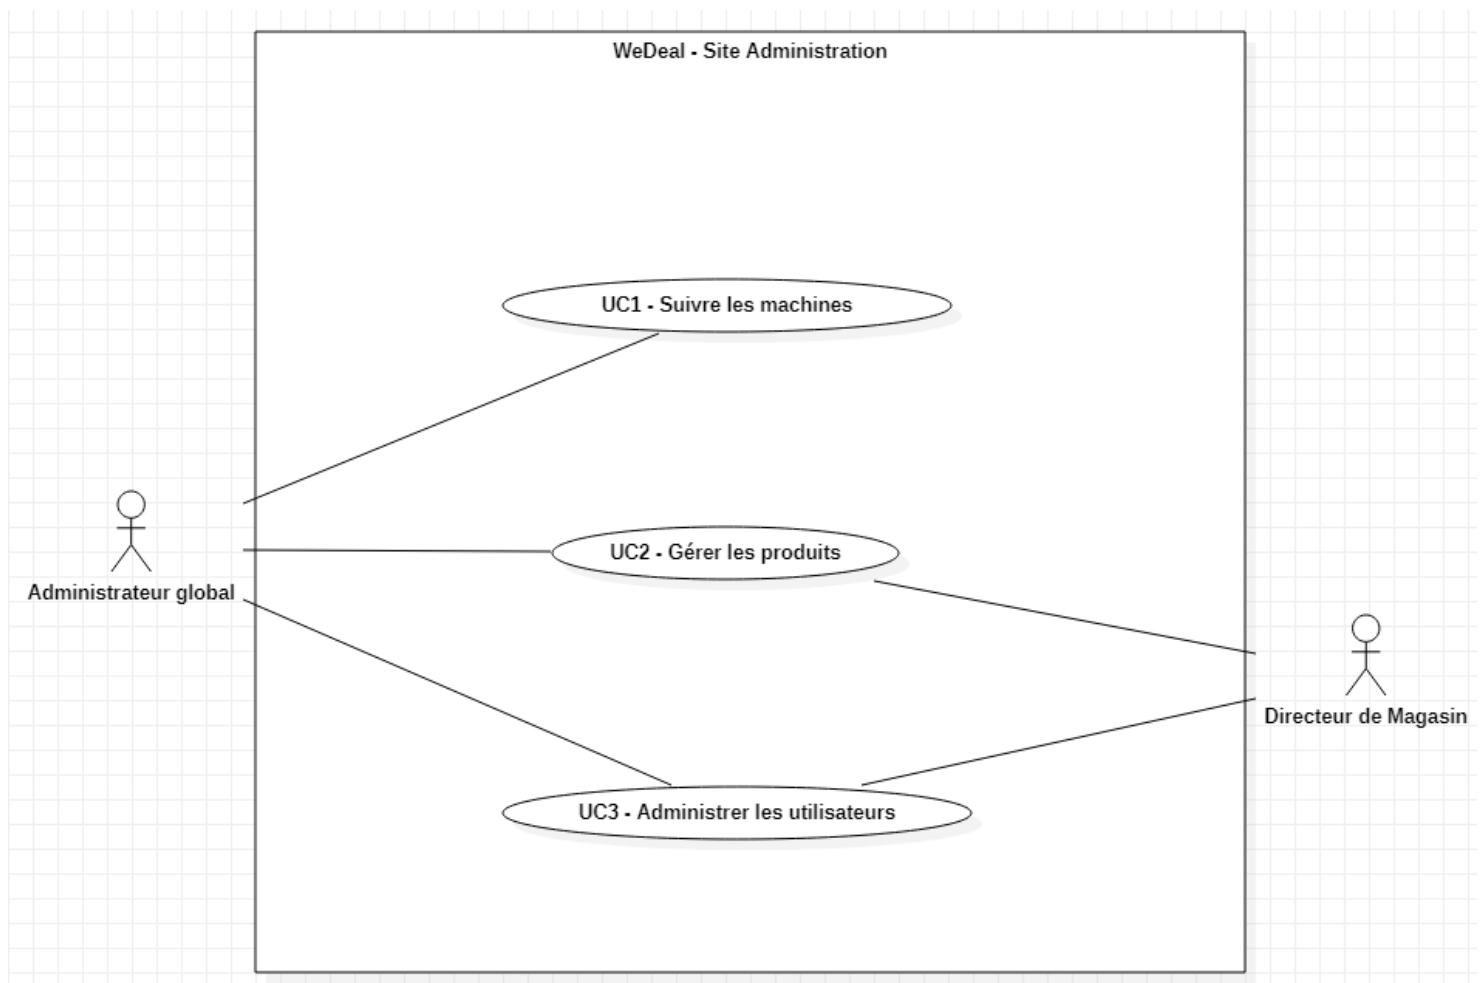 WeDeal - Site Administration
UC1 - Suivre les machines
UC2 - Gérer les produits
Administrateur global
Directeur de Magasin
UC3 - Administrer les utilisateurs